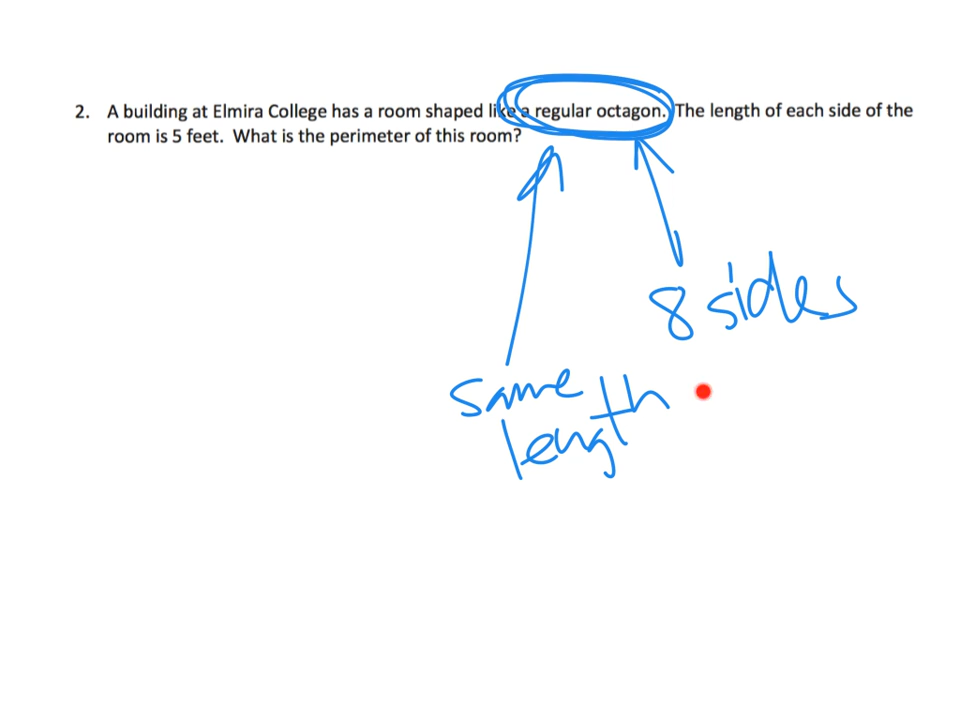 2. A building at Elmira College has a room shaped like a regular octagon. The length of each side of the
room is 5 feet. What is the perimeter of this room?
8 sides
same
length